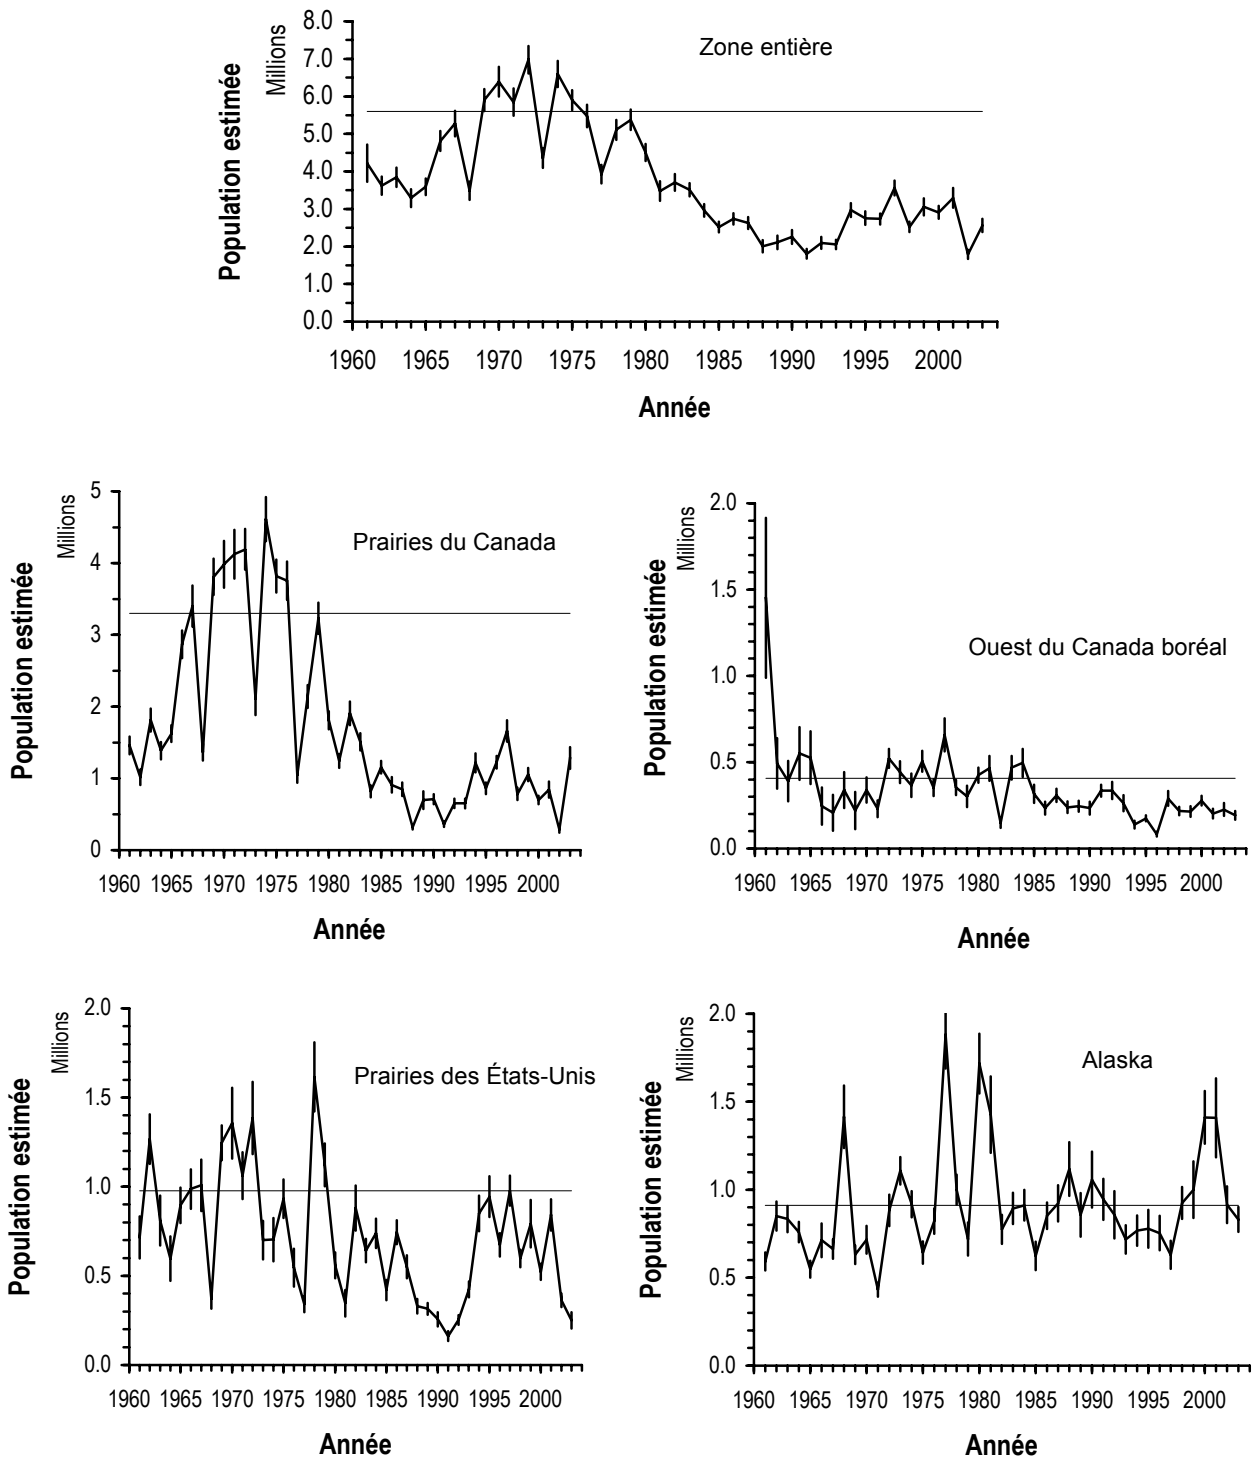 Zone entière
Population estimée
Millions
8.0
7.0
6.0
5.0
4.0
3.0
2.0
1.0
0.0
1960 1965 1970 1975 1980 1985 1990 1995 2000
Année
Prairies du Canada
Population estimée
Millions
5
4
3
2
1
0
1960 1965 1970 1975 1980 1985 1990 1995 2000
Année
Ouest du Canada boréal
Population estimée
Millions
2.0
1.5
1.0
0.5
0.0
1960 1965 1970 1975 1980 1985 1990 1995 2000
Année
Prairies des États-Unis
Population estimée
Millions
2.0
1.5
1.0
0.5
0.0
1960 1965 1970 1975 1980 1985 1990 1995 2000
Année
Alaska
Population estimée
Millions
2.0
1.5
1.0
0.5
0.0
1960 1965 1970 1975 1980 1985 1990 1995 2000
Année